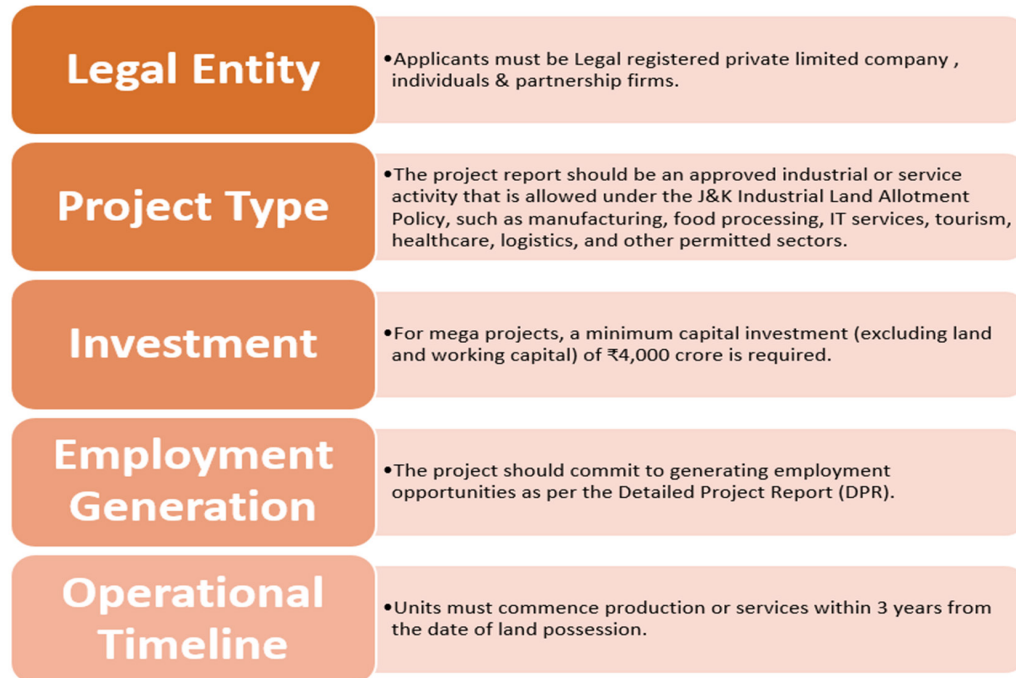 Legal Entity
•Applicants must be Legal registered private limited company ,
individuals & partnership firms.
Project Type
•The project report should be an approved industrial or service
activity that is allowed under the J&K Industrial Land Allotment
Policy, such as manufacturing, food processing, IT services, tourism,
healthcare, logistics, and other permitted sectors.
Investment
•For mega projects, a minimum capital investment (excluding land
and working capital) of ₹4,000 crore is required.
Employment
Generation
•The project should commit to generating employment
opportunities as per the Detailed Project Report (DPR).
Operational
Timeline
•Units must commence production or services within 3 years from
the date of land possession.